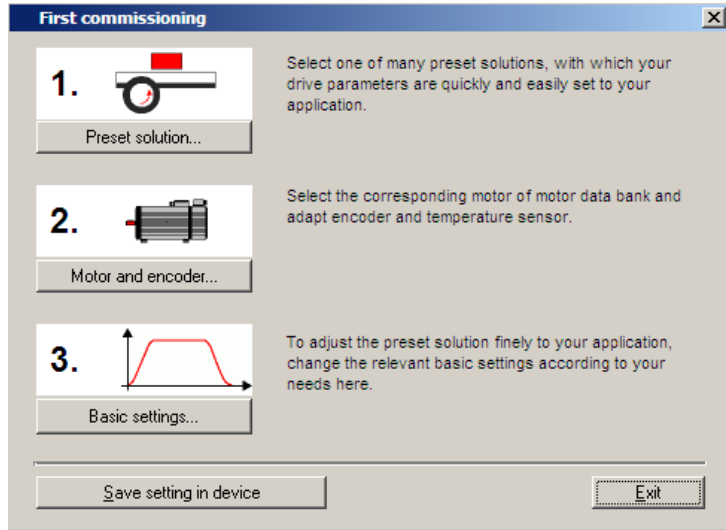 First commissioning
1.
Select one of many preset solutions, with which your
drive parameters are quickly and easily set to your
application.
Preset solution...
2.
Select the corresponding motor of motor data bank and
adapt encoder and temperature sensor.
Motor and encoder...
3.
To adjust the preset solution finely to your application,
change the relevant basic settings according to your
needs here.
Basic settings...
Save setting in device
Exit